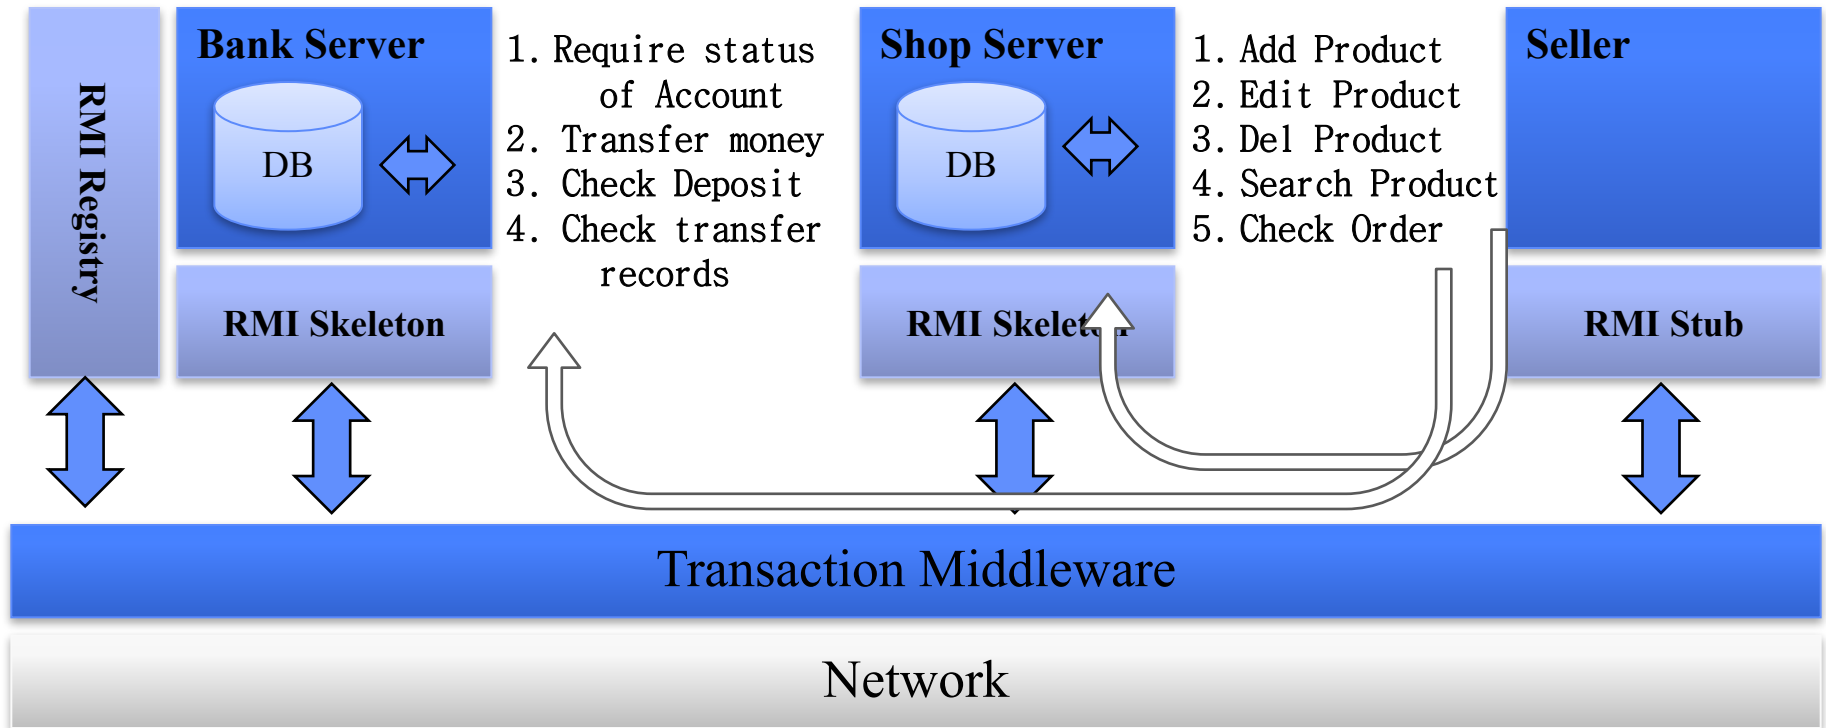 RMI Registry
Bank Server
DB
RMI Skeleton
1. Require status
of Account
2. Transfer money
3. Check Deposit
4. Check transfer
records
Shop Server
DB
RMI Skeleton
1. Add Product
2. Edit Product
3. Del Product
4. Search Product
5. Check Order
Seller
RMI Stub
Transaction Middleware
Network